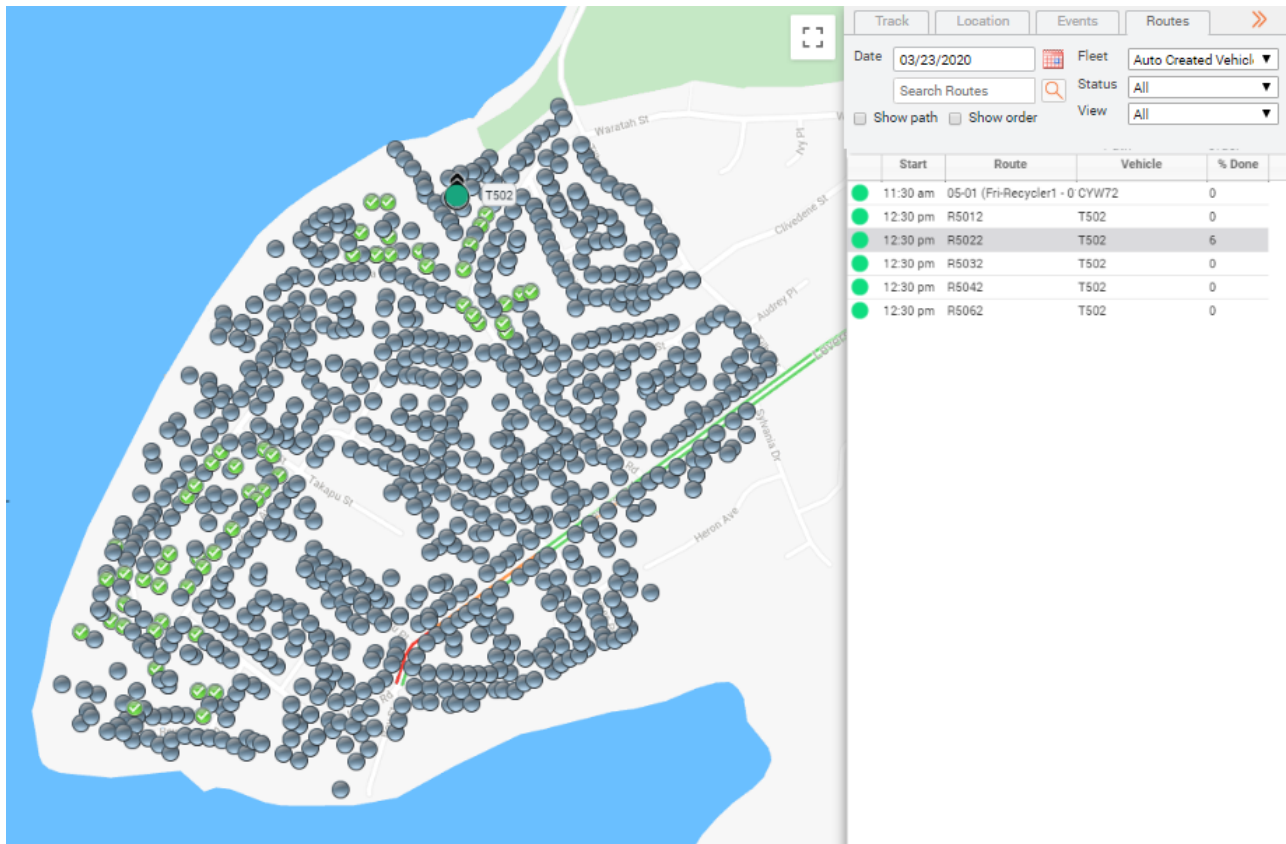 Track Location Events Routes
Date 03/23/2020 Fleet Auto Created Vehicl
Search Routes Status All
Show path Show order View All
Start Route Vehicle % Done
11:30 am 05-01 (Fri-Recycler1 - 0 CYW72 0
12:30 pm R5012 T502 0
12:30 pm R5022 T502 6
12:30 pm R5032 T502 0
12:30 pm R5042 T502 0
12:30 pm R5062 T502 0
Waratah St
Ivy Pl
T502
Clivedene St
Audrey Pl
St
Sylvania Dr
Rd
Takapu St
Heron Ave
Rd